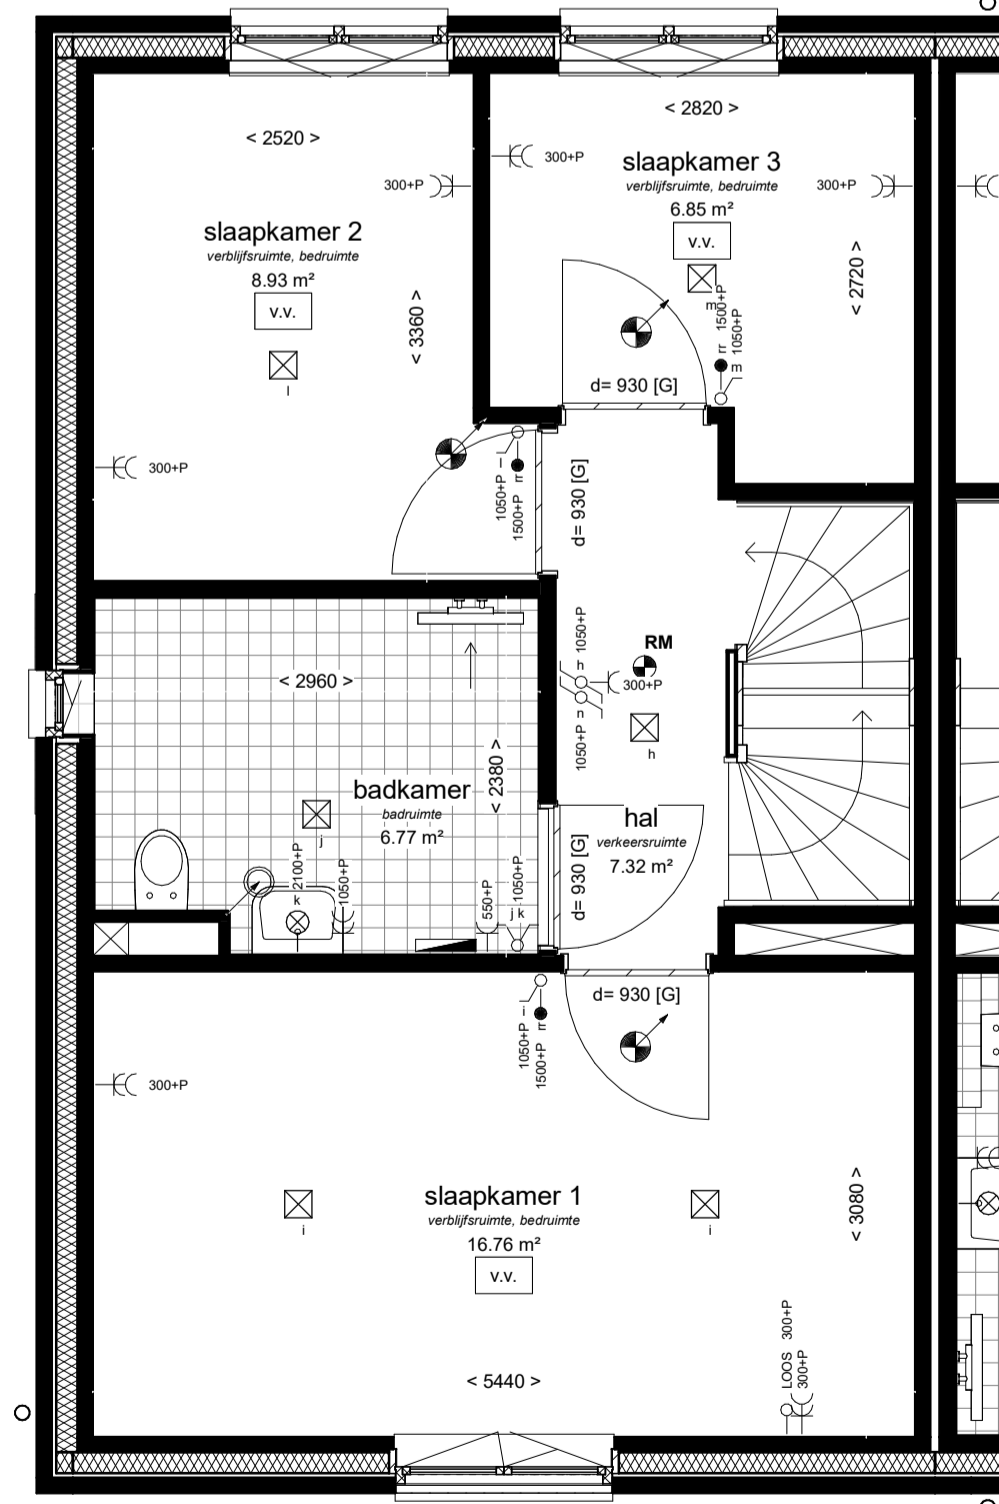 < 2520 >
< 2820 >
300+P
slaapkamer 3
verblijfsruimte, bedruimte
6.85 m²
v.v.
m
300+P
300+P
slaapkamer 2
verblijfsruimte, bedruimte
8.93 m²
v.v.
l
< 3360 >
< 2720 >
rr 1500+P
m 1050+P
d= 930 [G]
300+P
1050+P l
1500+P rr
d= 930 [G]
< 2960 >
h 1050+P
RM
300+P
1050+P n
h
< 2380 >
badkamer
badruimte
6.77 m²
j
hal
verkeersruimte
7.32 m²
d= 930 [G]
k 2100+P
1050+P
550+P
j k 1050+P
d= 930 [G]
1050+P i
1500+P rr
300+P
slaapkamer 1
verblijfsruimte, bedruimte
16.76 m²
v.v.
i
i
< 3080 >
LOOS 300+P
300+P
< 5440 >